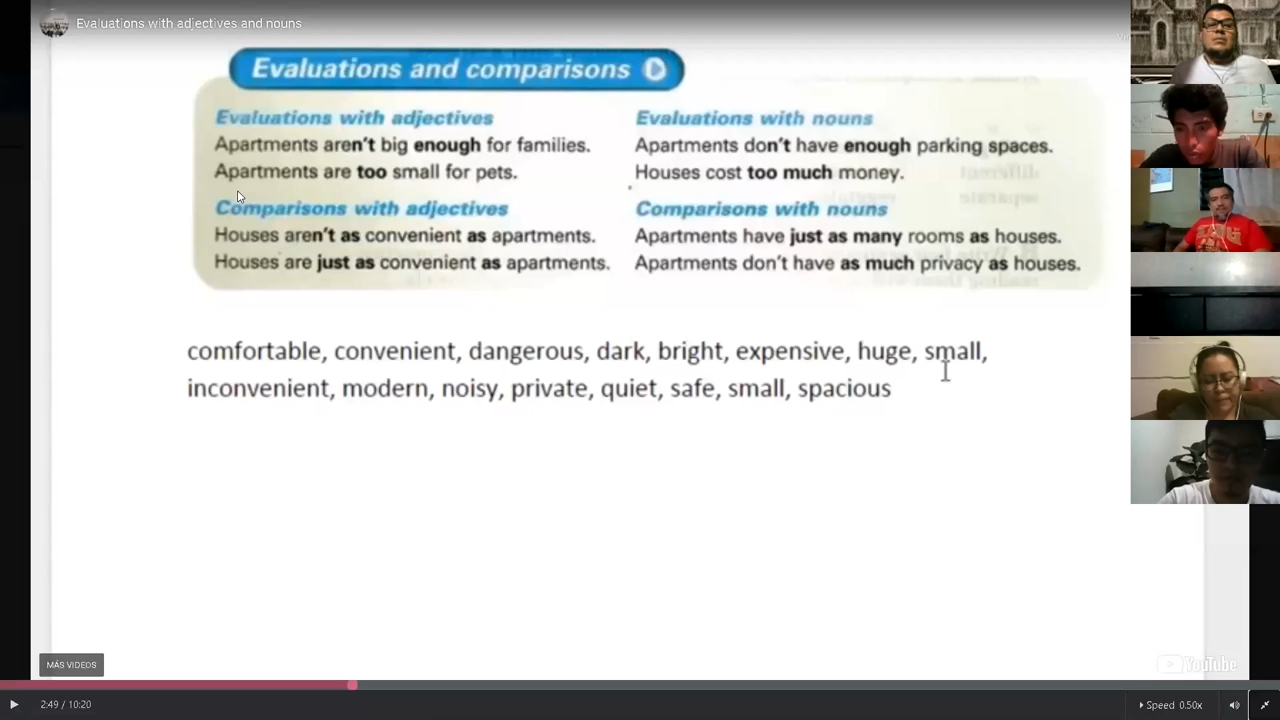 Evaluations with adjectives and nouns
Evaluations and comparisons
Evaluations with adjectives
Apartments aren't big enough for families.
Apartments are too small for pets.
Comparisons with adjectives
Houses aren't as convenient as apartments.
Houses are just as convenient as apartments.
Evaluations with nouns
Apartments don't have enough parking spaces.
Houses cost too much money.
Comparisons with nouns
Apartments have just as many rooms as houses.
Apartments don't have as much privacy as houses.
comfortable, convenient, dangerous, dark, bright, expensive, huge, small,
inconvenient, modern, noisy, private, quiet, safe, small, spacious
MÁS VIDEOS
YouTube
2:49 / 10:20
Speed 0.50x